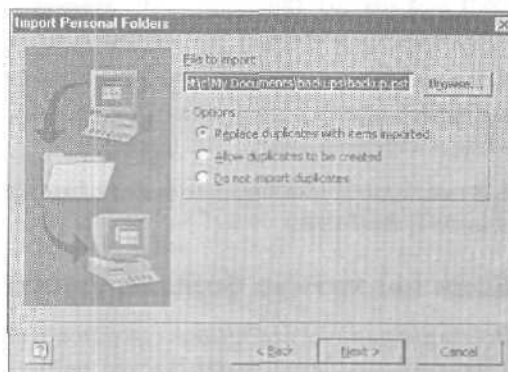 Import Personal Folders
File to import:
\c\My Documents\backups\backup.pst
Browse...
Options
Replace duplicates with items imported
Allow duplicates to be created
Do not import duplicates
?
< Back
Next >
Cancel